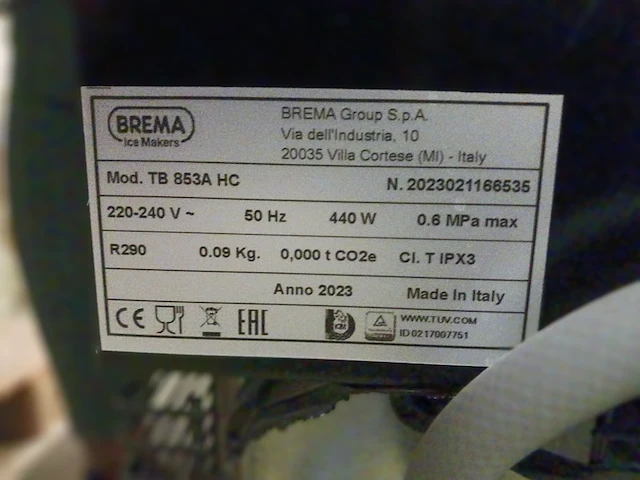 BREMA
Ice Makers
BREMA Group S.p.A.
Via dell'Industria, 10
20035 Villa Cortese (MI) - Italy
Mod. TB 853A HC N. 2023021166535
220-240 V ~ 50 Hz 440 W 0.6 MPa max
R290 0.09 Kg. 0,000 t CO2e Cl. T IPX3
Anno 2023 Made In Italy
CE EAC WWW.TUV.COM
ID 0217007751